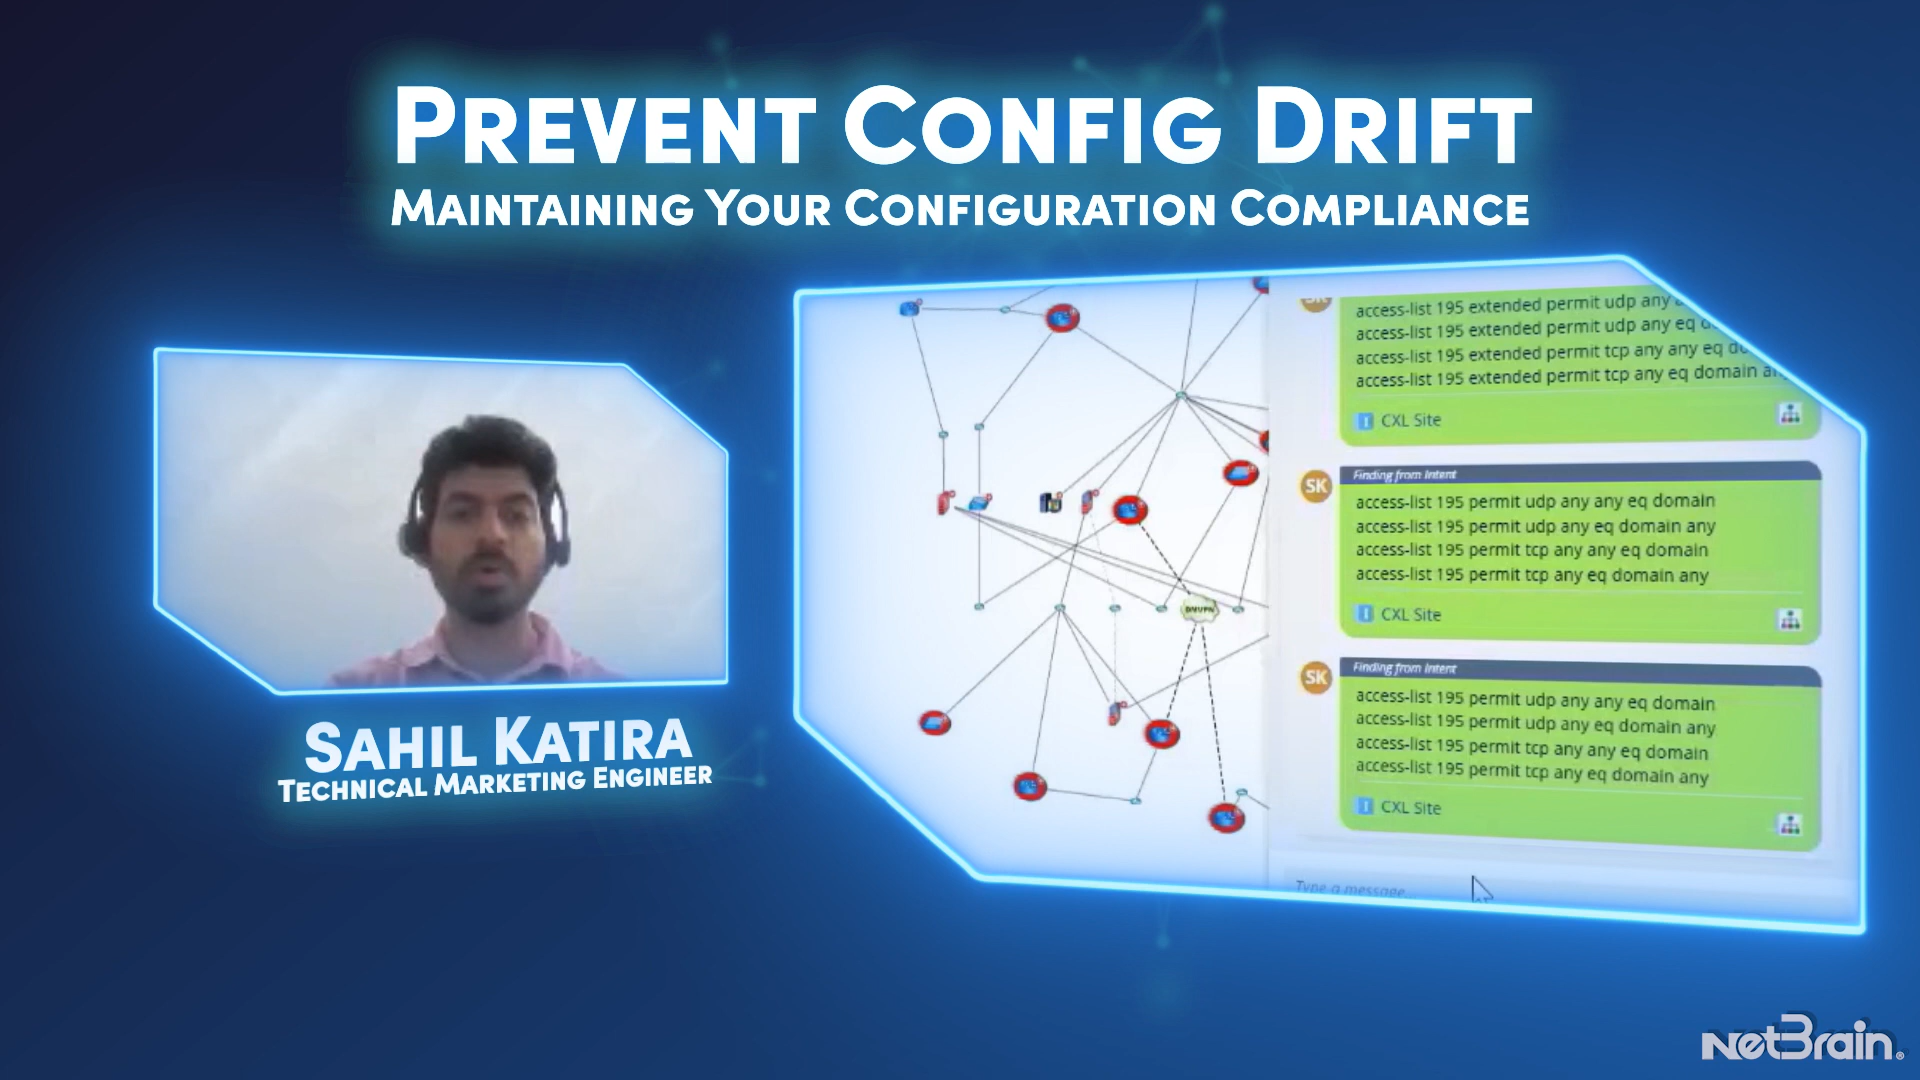 PREVENT CONFIG DRIFT
MAINTAINING YOUR CONFIGURATION COMPLIANCE
SAHIL KATIRA
TECHNICAL MARKETING ENGINEER
DMVPN
SK
access-list 195 extended permit udp any
access-list 195 extended permit udp any eq
access-list 195 extended permit tcp any any eq
access-list 195 extended permit tcp any eq domain
CXL Site
Finding from Intent
SK
access-list 195 permit udp any any eq domain
access-list 195 permit udp any eq domain any
access-list 195 permit tcp any any eq domain
access-list 195 permit tcp any eq domain any
CXL Site
Finding from Intent
SK
access-list 195 permit udp any any eq domain
access-list 195 permit udp any eq domain any
access-list 195 permit tcp any any eq domain
access-list 195 permit tcp any eq domain any
CXL Site
Type a message...
NetBrain®